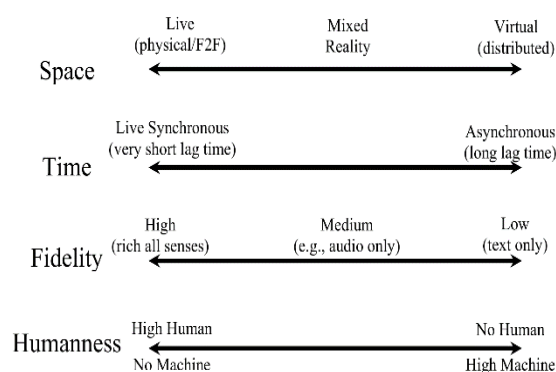 Live
(physical/F2F)
Mixed
Reality
Virtual
(distributed)
Space
Live Synchronous
(very short lag time)
Asynchronous
(long lag time)
Time
High
(rich all senses)
Medium
(e.g., audio only)
Low
(text only)
Fidelity
High Human
No Human
Humanness
No Machine
High Machine